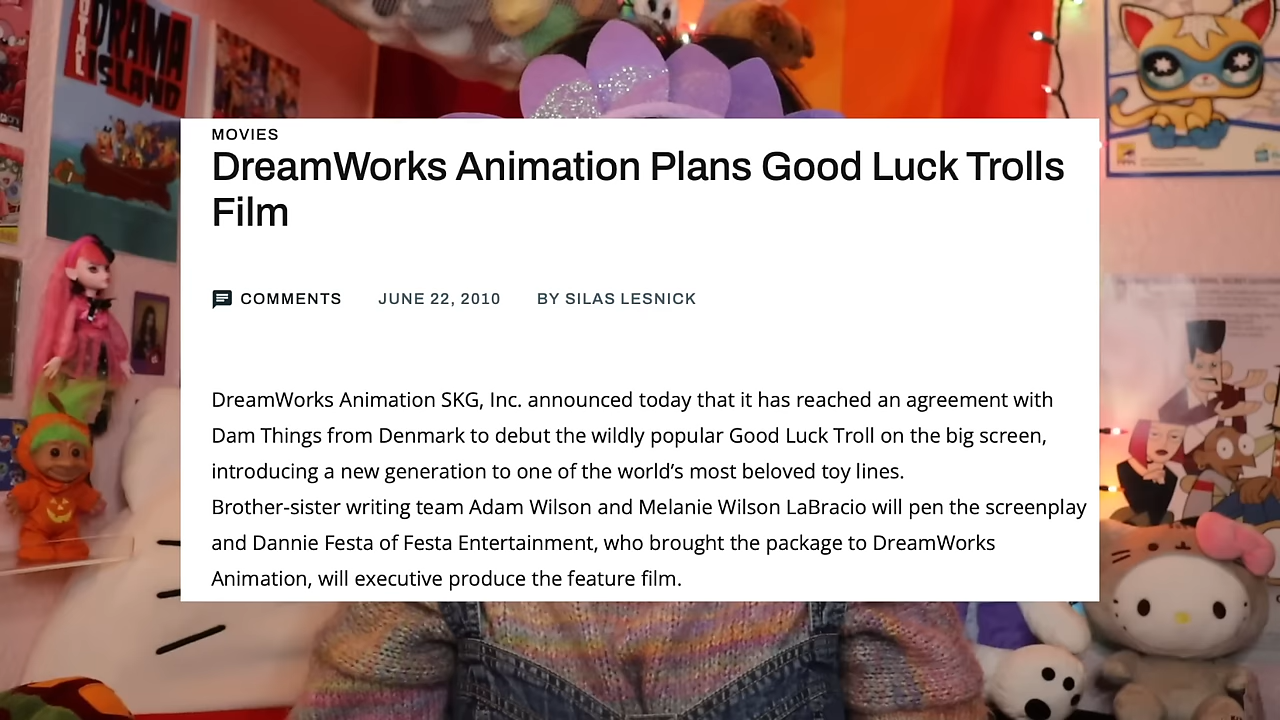 TOTAL
DRAMA
ISLAND
MOVIES
DreamWorks Animation Plans Good Luck Trolls
Film
COMMENTS JUNE 22, 2010 BY SILAS LESNICK
DreamWorks Animation SKG, Inc. announced today that it has reached an agreement with
Dam Things from Denmark to debut the wildly popular Good Luck Troll on the big screen,
introducing a new generation to one of the world’s most beloved toy lines.
Brother-sister writing team Adam Wilson and Melanie Wilson LaBracio will pen the screenplay
and Dannie Festa of Festa Entertainment, who brought the package to DreamWorks
Animation, will executive produce the feature film.